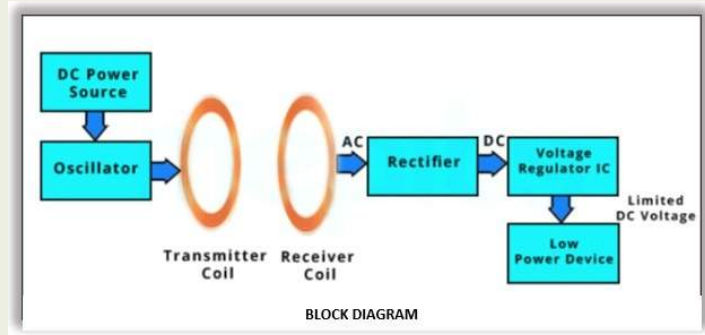 DC Power
Source
Oscillator
Transmitter
Coil
Receiver
Coil
AC
Rectifier
DC
Voltage
Regulator IC
Limited
DC Voltage
Low
Power Device
BLOCK DIAGRAM